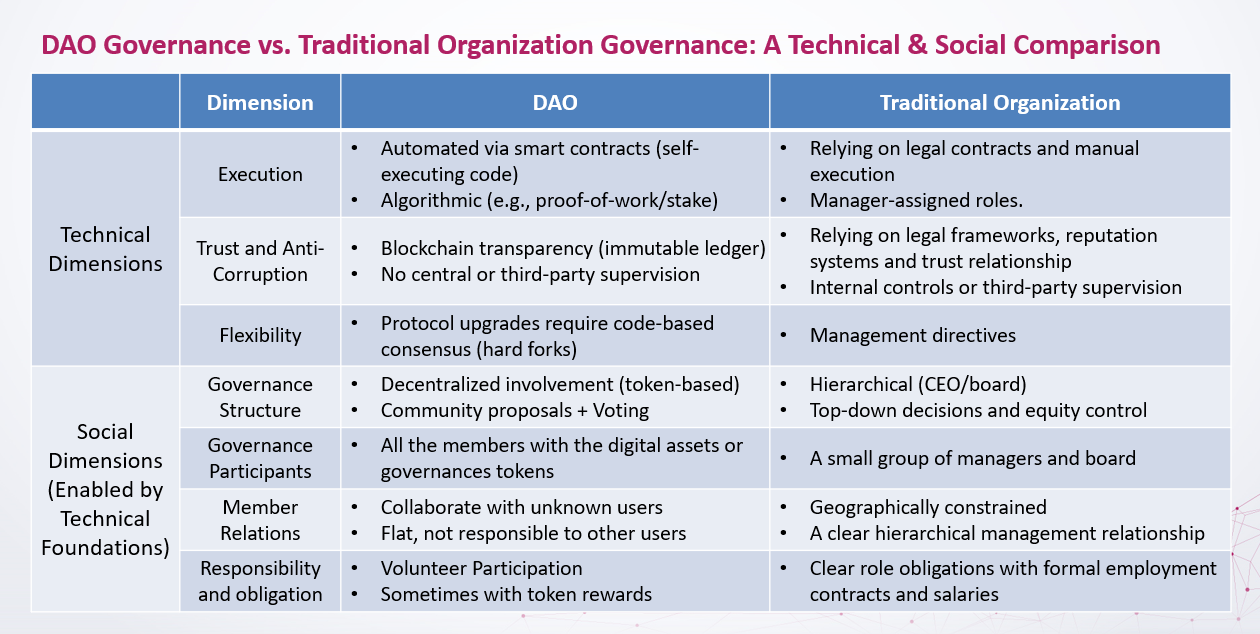 DAO Governance vs. Traditional Organization Governance: A Technical & Social Comparison
Dimension
DAO
Traditional Organization
Technical
Dimensions
Execution
• Automated via smart contracts (self-
executing code)
• Algorithmic (e.g., proof-of-work/stake)
• Relying on legal contracts and manual
execution
• Manager-assigned roles.
Trust and Anti-
Corruption
• Blockchain transparency (immutable ledger)
• No central or third-party supervision
• Relying on legal frameworks, reputation
systems and trust relationship
• Internal controls or third-party supervision
Flexibility
• Protocol upgrades require code-based
consensus (hard forks)
• Management directives
Social
Dimensions
(Enabled by
Technical
Foundations)
Governance
Structure
• Decentralized involvement (token-based)
• Community proposals + Voting
• Hierarchical (CEO/board)
• Top-down decisions and equity control
Governance
Participants
• All the members with the digital assets or
governances tokens
• A small group of managers and board
Member
Relations
• Collaborate with unknown users
• Flat, not responsible to other users
• Geographically constrained
• A clear hierarchical management relationship
Responsibility
and obligation
• Volunteer Participation
• Sometimes with token rewards
• Clear role obligations with formal employment
contracts and salaries